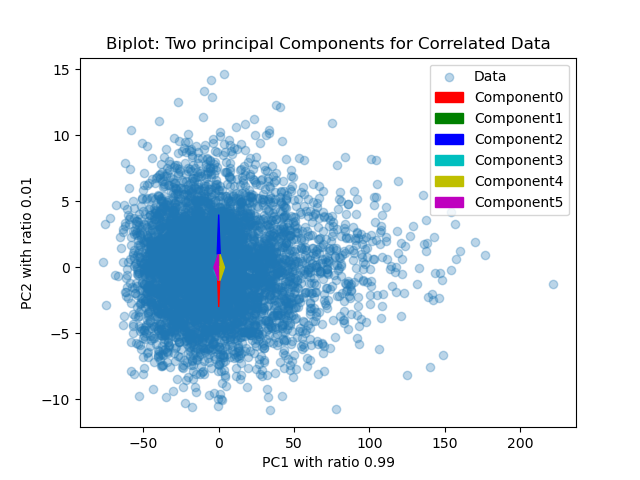 Biplot: Two principal Components for Correlated Data
Data
Component0
Component1
Component2
Component3
Component4
Component5
15
10
5
0
−5
−10
PC2 with ratio 0.01
−50
0
50
100
150
200
PC1 with ratio 0.99